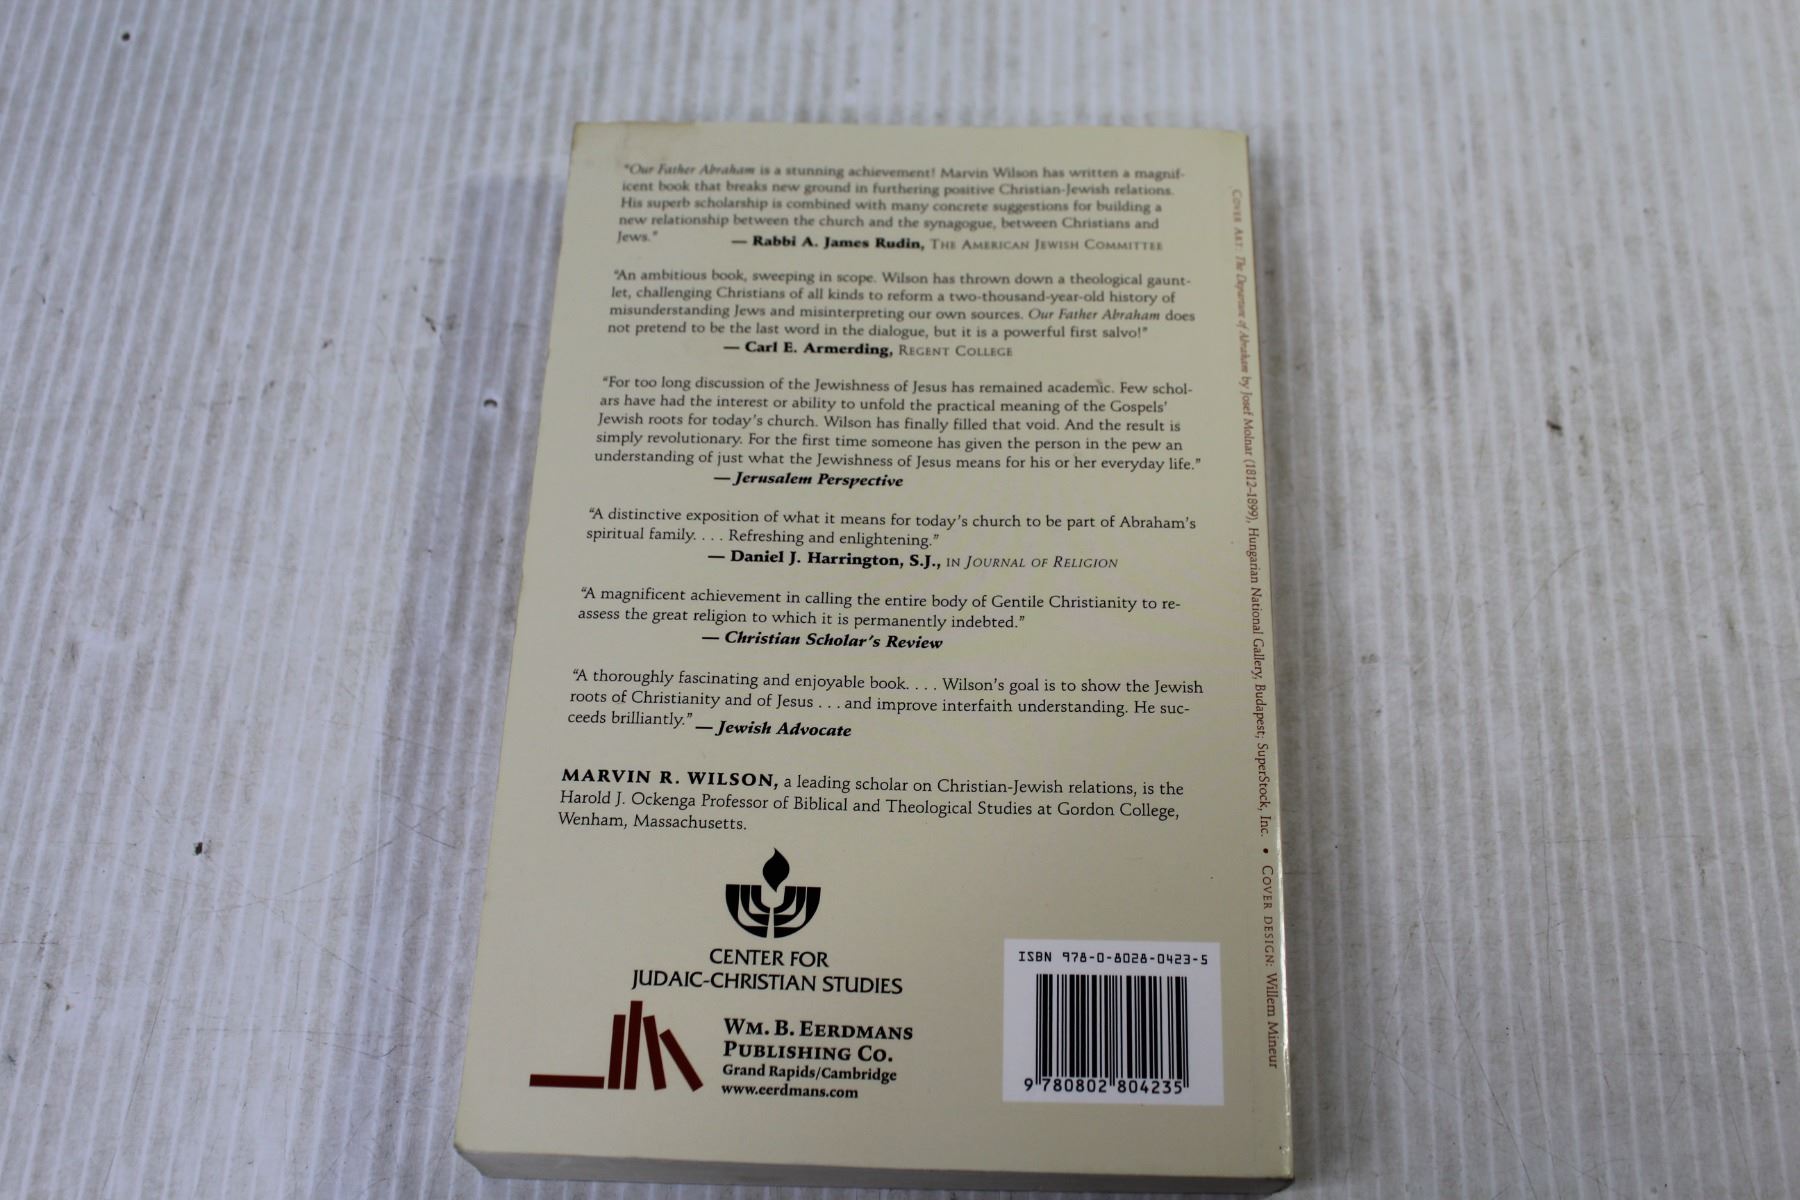 "Our Father Abraham is a stunning achievement! Marvin Wilson has written a magnif-
icent book that breaks new ground in furthering positive Christian-Jewish relations.
His superb scholarship is combined with many concrete suggestions for building a
new relationship between the church and the synagogue, between Christians and
Jews." — Rabbi A. James Rudin, THE AMERICAN JEWISH COMMITTEE
"An ambitious book, sweeping in scope. Wilson has thrown down a theological gaunt-
let, challenging Christians of all kinds to reform a two-thousand-year-old history of
misunderstanding Jews and misinterpreting our own sources. Our Father Abraham does
not pretend to be the last word in the dialogue, but it is a powerful first salvo!"
— Carl E. Armerding, REGENT COLLEGE
"For too long discussion of the Jewishness of Jesus has remained academic. Few schol-
ars have had the interest or ability to unfold the practical meaning of the Gospels'
Jewish roots for today's church. Wilson has finally filled that void. And the result is
simply revolutionary. For the first time someone has given the person in the pew an
understanding of just what the Jewishness of Jesus means for his or her everyday life."
— Jerusalem Perspective
"A distinctive exposition of what it means for today's church to be part of Abraham's
spiritual family. . . . Refreshing and enlightening."
— Daniel J. Harrington, S.J., IN JOURNAL OF RELIGION
"A magnificent achievement in calling the entire body of Gentile Christianity to re-
assess the great religion to which it is permanently indebted."
— Christian Scholar's Review
"A thoroughly fascinating and enjoyable book. . . . Wilson's goal is to show the Jewish
roots of Christianity and of Jesus . . . and improve interfaith understanding. He suc-
ceeds brilliantly." — Jewish Advocate
MARVIN R. WILSON, a leading scholar on Christian-Jewish relations, is the
Harold J. Ockenga Professor of Biblical and Theological Studies at Gordon College,
Wenham, Massachusetts.
CENTER FOR
JUDAIC-CHRISTIAN STUDIES
WM. B. EERDMANS
PUBLISHING CO.
Grand Rapids/Cambridge
www.eerdmans.com
ISBN 978-0-8028-0423-5
9 780802 804235
COVER ART: The Departure of Abraham by Josef Molnar (1812–1899), Hungarian National Gallery, Budapest; SuperStock, Inc. • COVER DESIGN: Willem Mineur